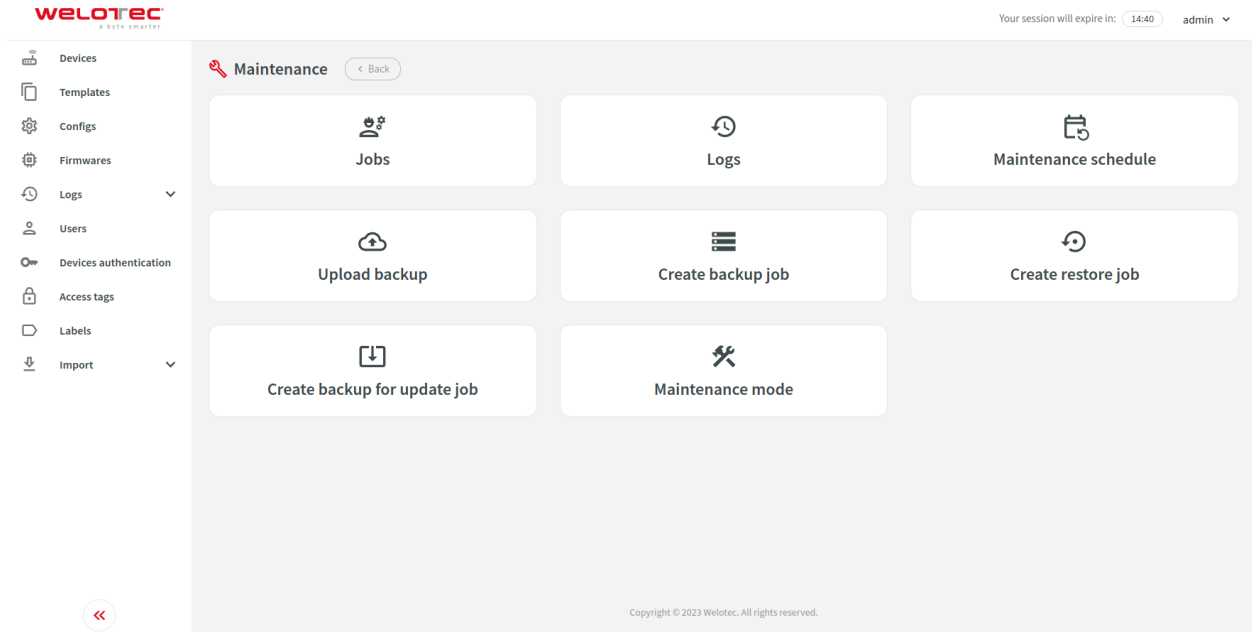 WELOTEC
a byte smarter
Your session will expire in: 14:40 admin
Devices
Templates
Configs
Firmwares
Logs
Users
Devices authentication
Access tags
Labels
Import
Maintenance
Back
Jobs
Logs
Maintenance schedule
Upload backup
Create backup job
Create restore job
Create backup for update job
Maintenance mode
Copyright © 2023 Welotec. All rights reserved.